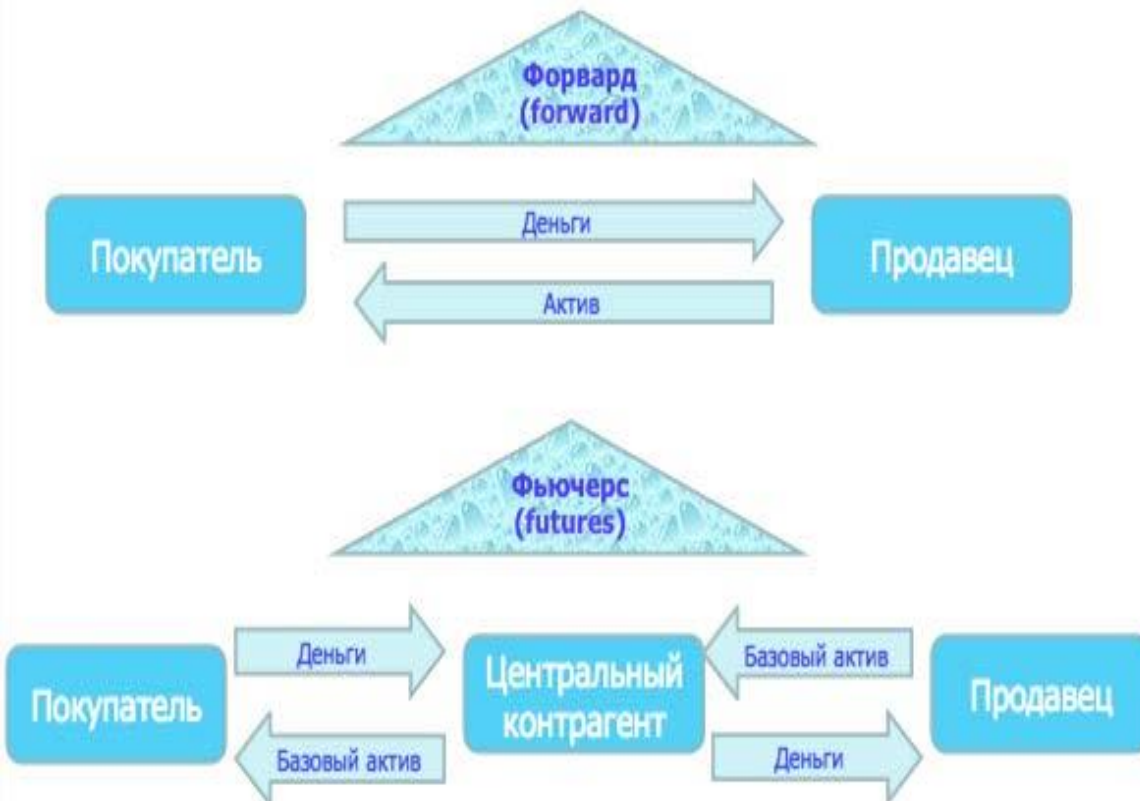 Форвард
(forward)
Покупатель
Деньги
Продавец
Актив
Фьючерс
(futures)
Деньги
Базовый актив
Покупатель
Центральный
контрагент
Продавец
Базовый актив
Деньги